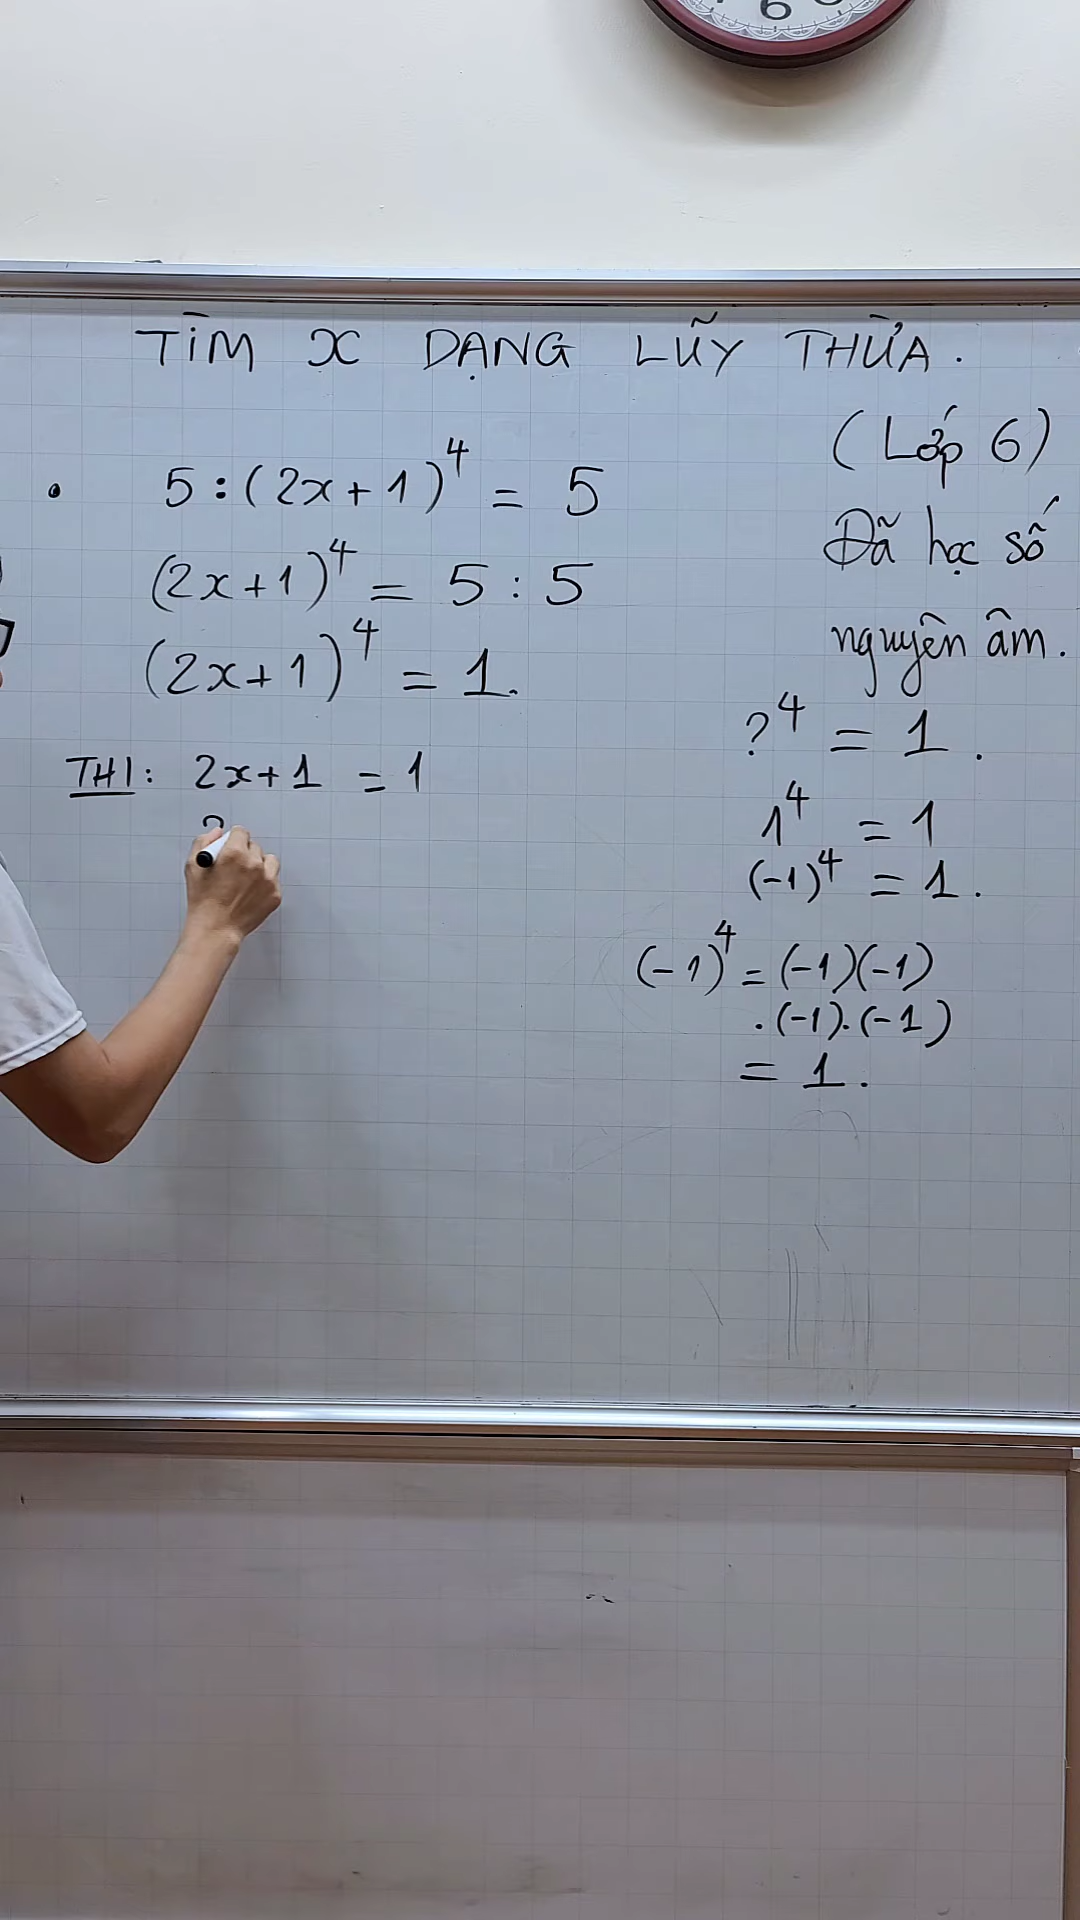 TÌM X DẠNG LŨY THỪA.
(Lớp 6)
Đã học số
nguyên âm.
• 5 : (2x+1)⁴ = 5
(2x+1)⁴ = 5 : 5
(2x+1)⁴ = 1.
TH1: 2x+1 = 1
?⁴ = 1.
1⁴ = 1
(-1)⁴ = 1.
(-1)⁴ = (-1)(-1)
.(-1).(-1)
= 1.
6